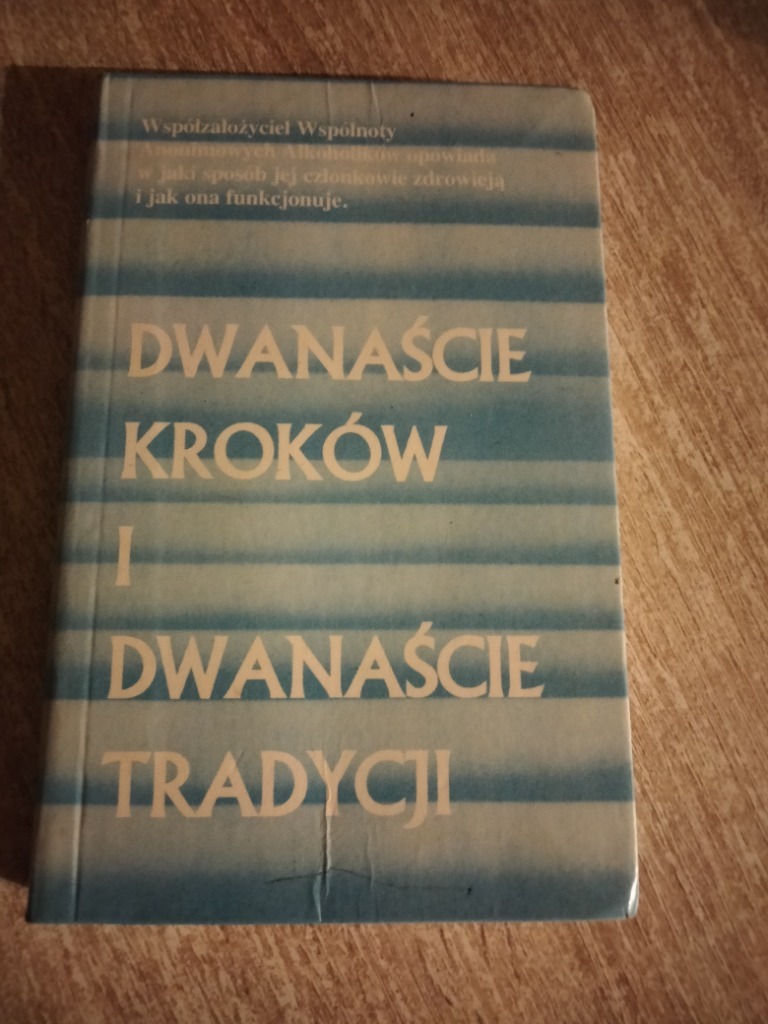 Współzałożyciel Wspólnoty
Anonimowych Alkoholików opowiada
w jaki sposób jej członkowie zdrowieją
i jak ona funkcjonuje.
DWANAŚCIE
KROKÓW
I
DWANAŚCIE
TRADYCJI